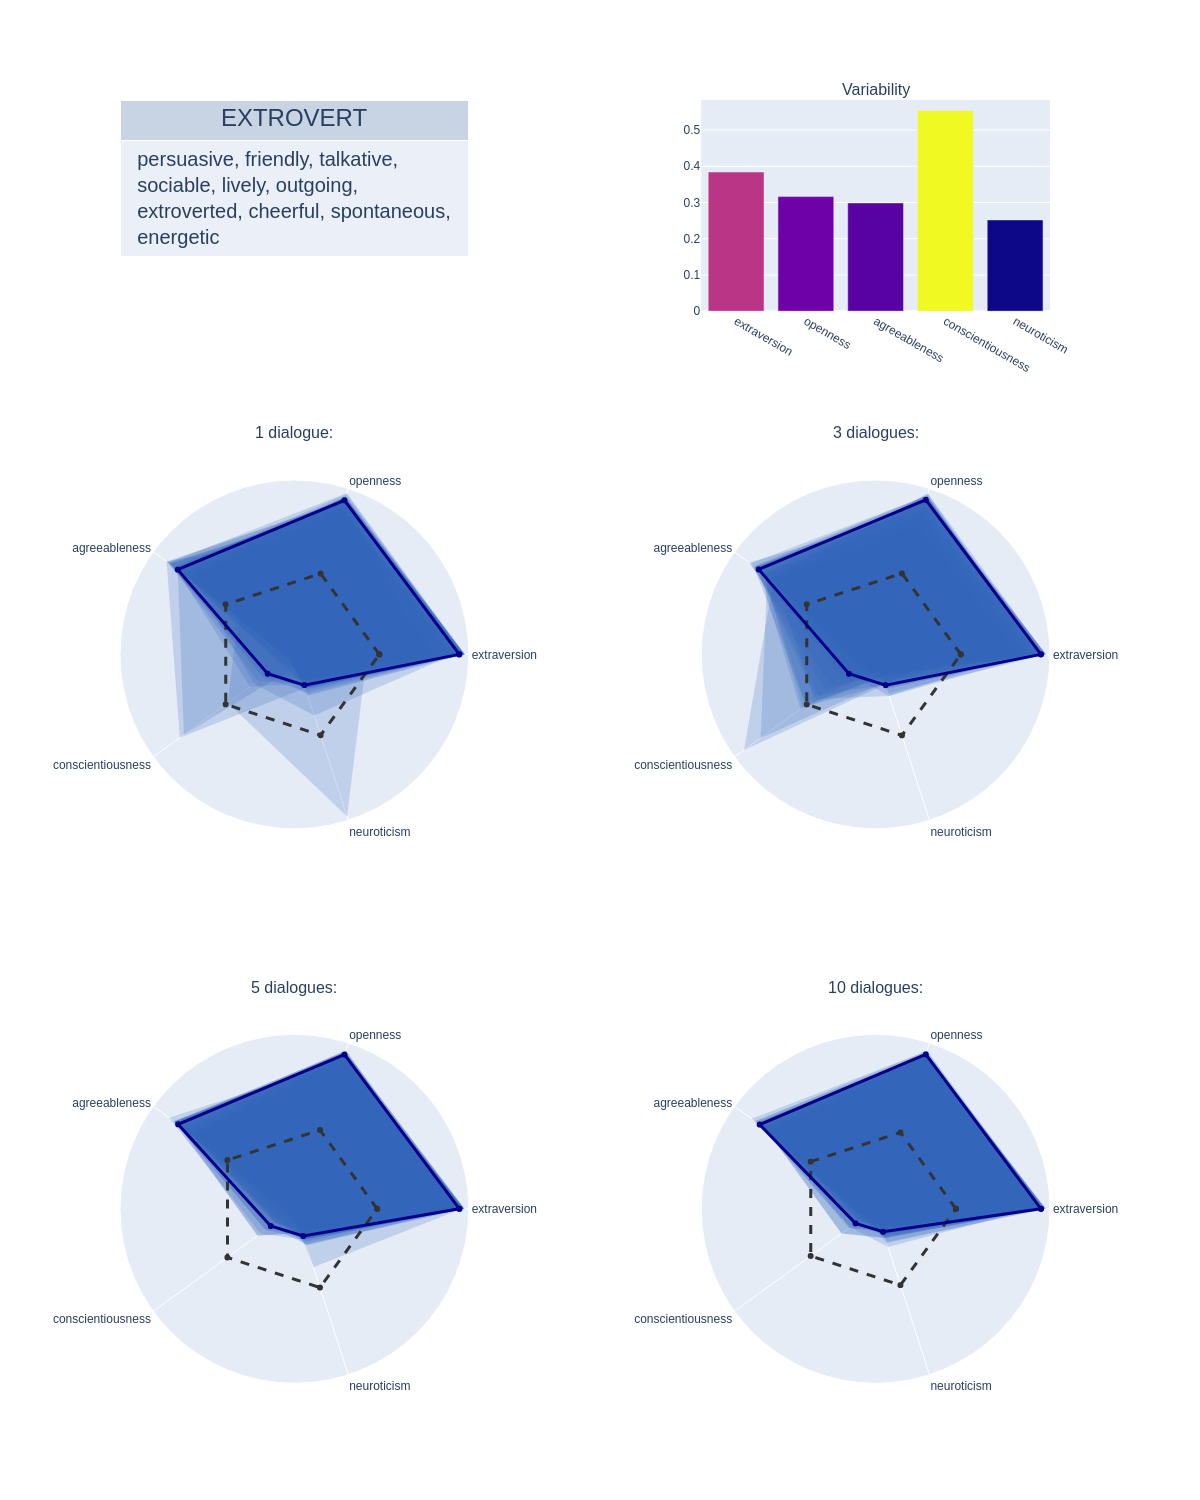 EXTROVERT
persuasive, friendly, talkative,
sociable, lively, outgoing,
extroverted, cheerful, spontaneous,
energetic
Variability
0.5
0.4
0.3
0.2
0.1
0
extraversion
openness
agreeableness
conscientiousness
neuroticism
1 dialogue:
openness
agreeableness
extraversion
conscientiousness
neuroticism
3 dialogues:
openness
agreeableness
extraversion
conscientiousness
neuroticism
5 dialogues:
openness
agreeableness
extraversion
conscientiousness
neuroticism
10 dialogues:
openness
agreeableness
extraversion
conscientiousness
neuroticism